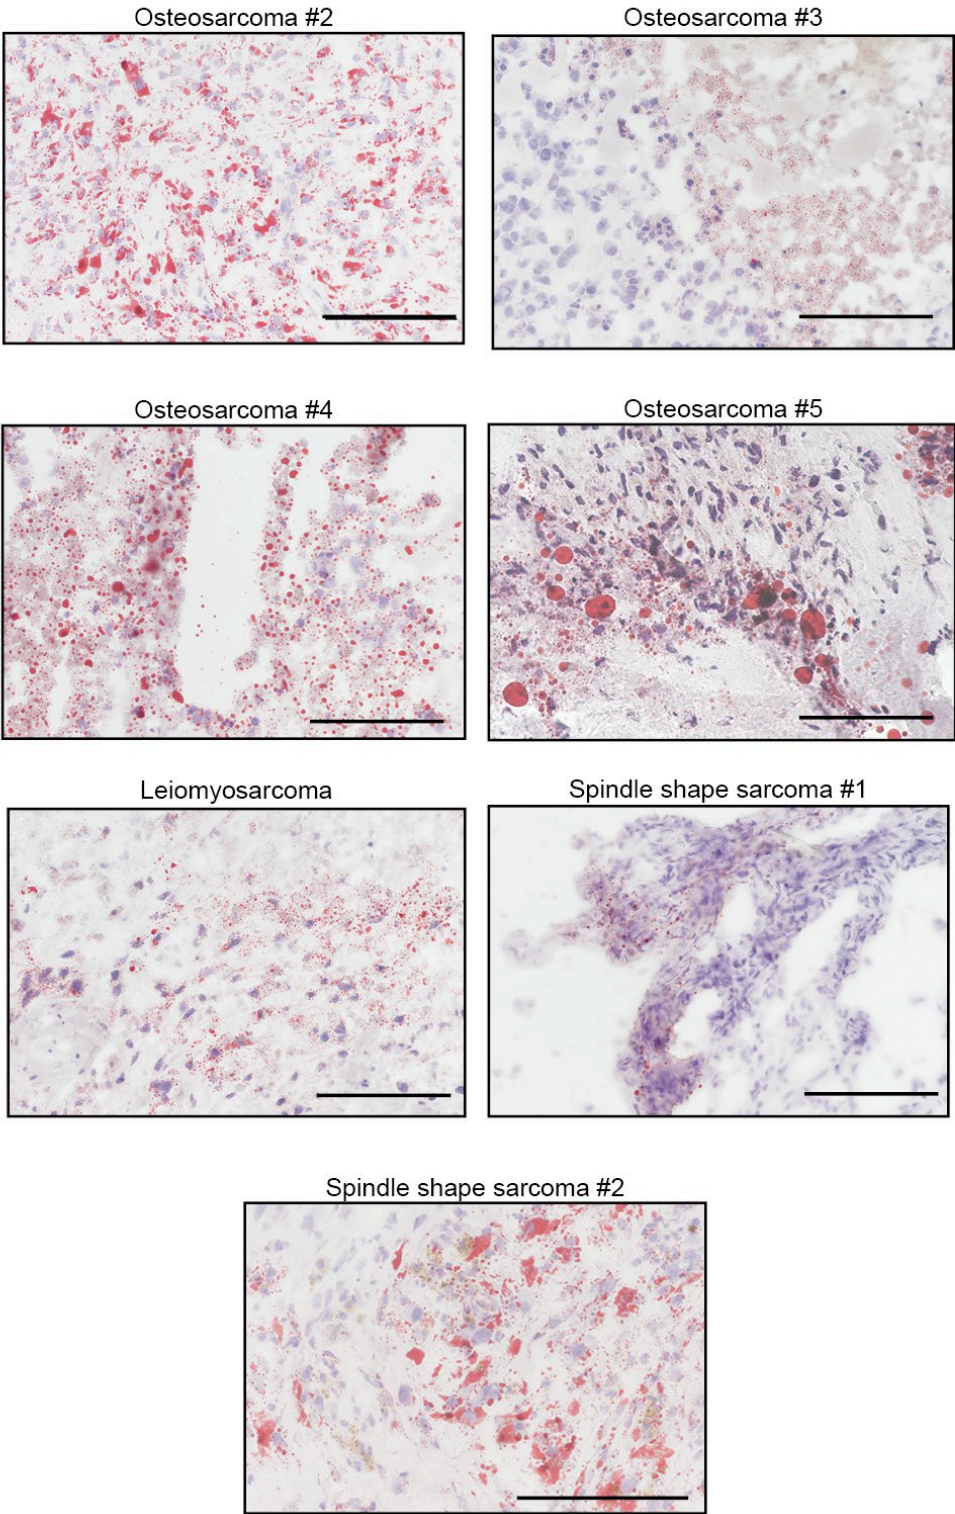 Osteosarcoma #2
Osteosarcoma #3
Osteosarcoma #4
Osteosarcoma #5
Leiomyosarcoma
Spindle shape sarcoma #1
Spindle shape sarcoma #2